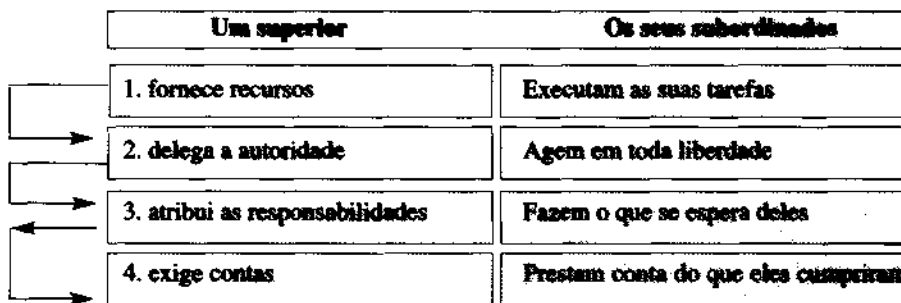 Um superior Os seus subordinados
1. fornece recursos Executam as suas tarefas
2. delega a autoridade Agem em toda liberdade
3. atribui as responsabilidades Fazem o que se espera deles
4. exige contas Prestam conta do que eles cumpriram